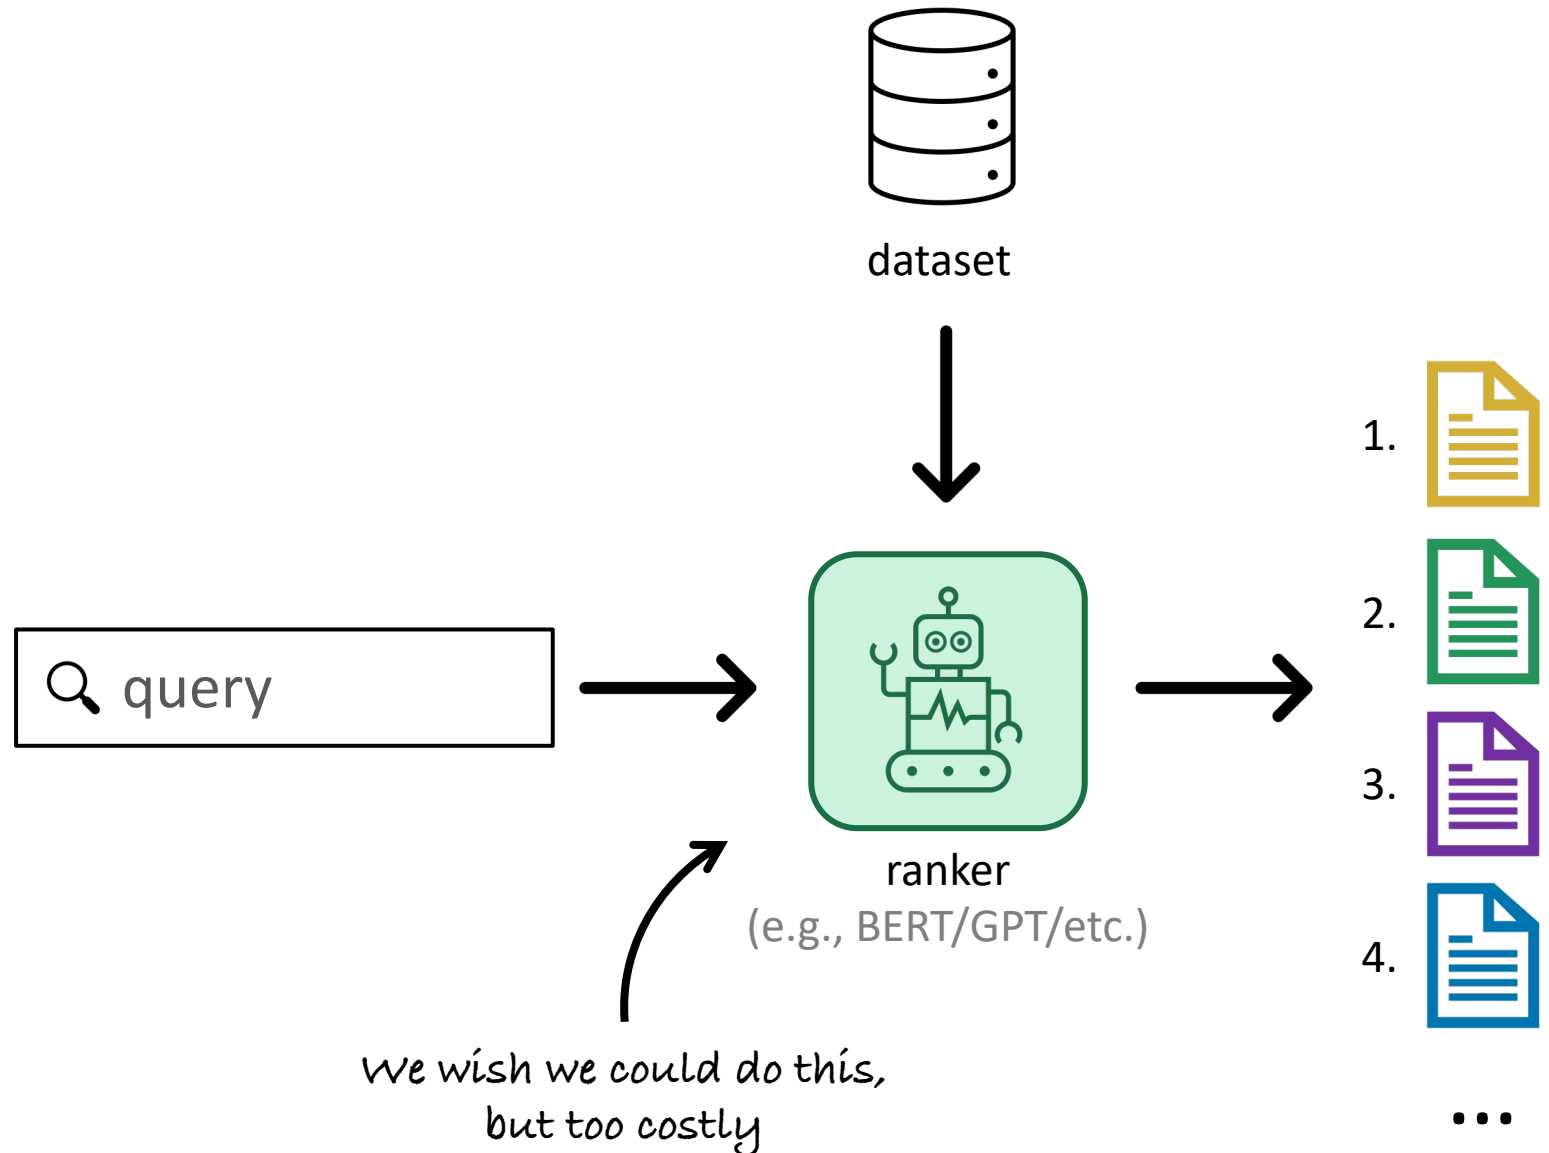 dataset
query
ranker
(e.g., BERT/GPT/etc.)
We wish we could do this,
but too costly
1.
2.
3.
4.
...